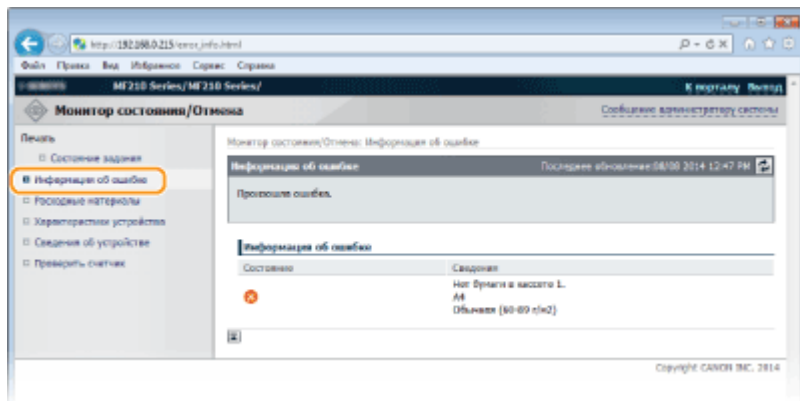 http://192.168.0.215/error_info.html
Файл Правка Вид Избранное Сервис Справка
MF210 Series/MF210 Series/
К порталу Выход
Монитор состояния/Отмена
Сообщение администратору системы
Печать
Состояние задания
Информация об ошибке
Расходные материалы
Характеристики устройства
Сведения об устройстве
Проверить счетчик
Монитор состояния/Отмена: Информация об ошибке
Информация об ошибке
Последнее обновление:08/08 2014 12:47 PM
Произошла ошибка.
Информация об ошибке
Состояние Сведения
Нет бумаги в кассете 1.
A4
Обычная (60-89 г/м2)
Copyright CANON INC. 2014